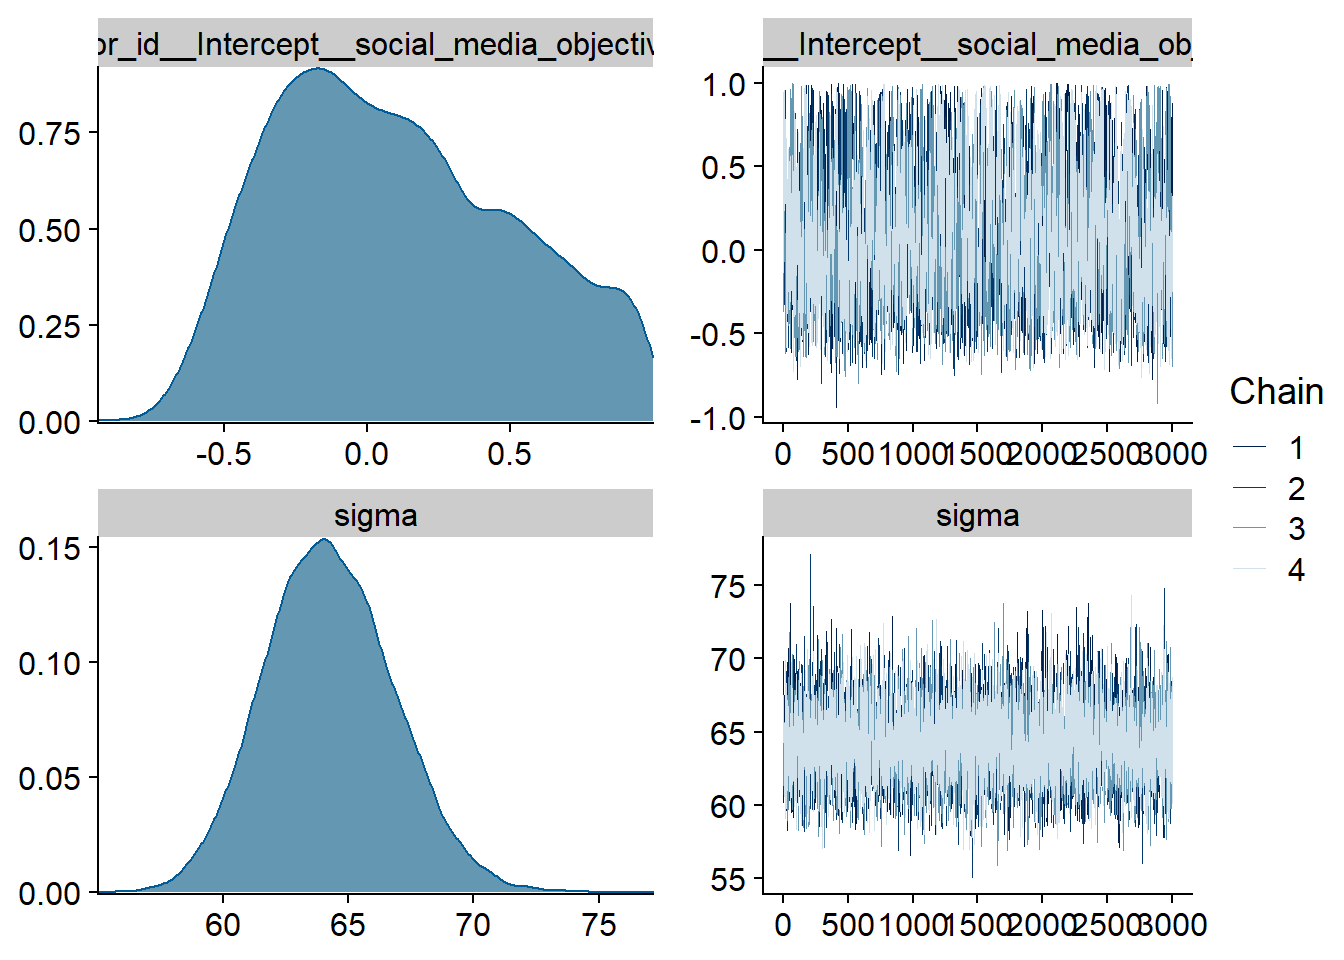 or_id__Intercept__social_media_objectiv
0.75
0.50
0.25
0.00
-0.5 0.0 0.5
__Intercept__social_media_ob
1.0
0.5
0.0
-0.5
-1.0
0 500 1000 1500 2000 2500 3000
sigma
0.15
0.10
0.05
0.00
60 65 70 75
sigma
75
70
65
60
55
0 500 1000 1500 2000 2500 3000
Chain
1
2
3
4